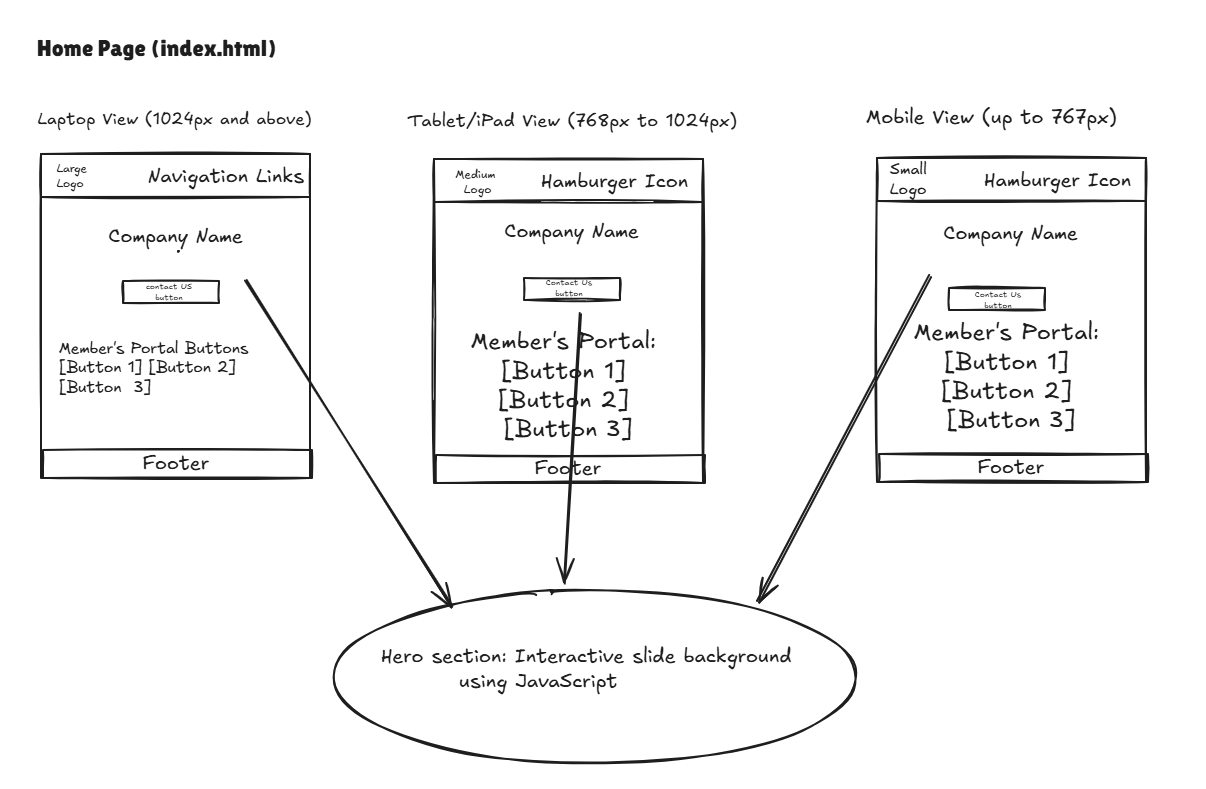 Home Page (index.html)
Laptop View (1024px and above)
Large
Logo
Navigation Links
Company Name
contact US
button
Member's Portal Buttons
[Button 1] [Button 2]
[Button 3]
Footer
Tablet/iPad View (768px to 1024px)
Medium
Logo
Hamburger Icon
Company Name
Contact Us
button
Member's Portal:
[Button 1]
[Button 2]
[Button 3]
Footer
Mobile View (up to 767px)
Small
Logo
Hamburger Icon
Company Name
Contact Us
button
Member's Portal:
[Button 1]
[Button 2]
[Button 3]
Footer
Hero section: Interactive slide background
using JavaScript